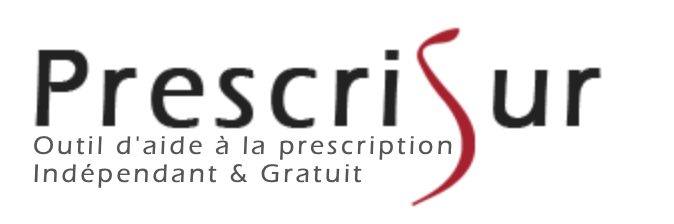 PrescriSur
Outil d'aide à la prescription
Indépendant & Gratuit